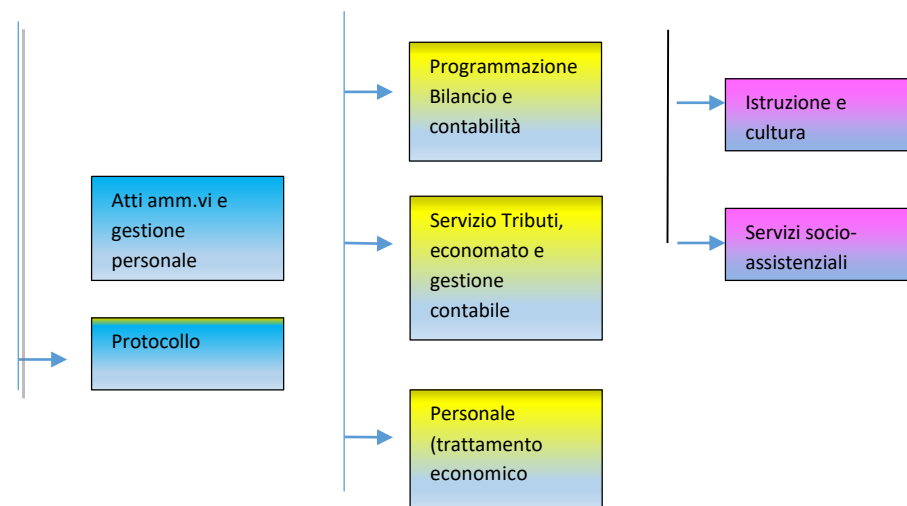 Atti amm.vi e
gestione
personale
Protocollo
Programmazione
Bilancio e
contabilità
Servizio Tributi,
economato e
gestione
contabile
Personale
(trattamento
economico
Istruzione e
cultura
Servizi socio-
assistenziali